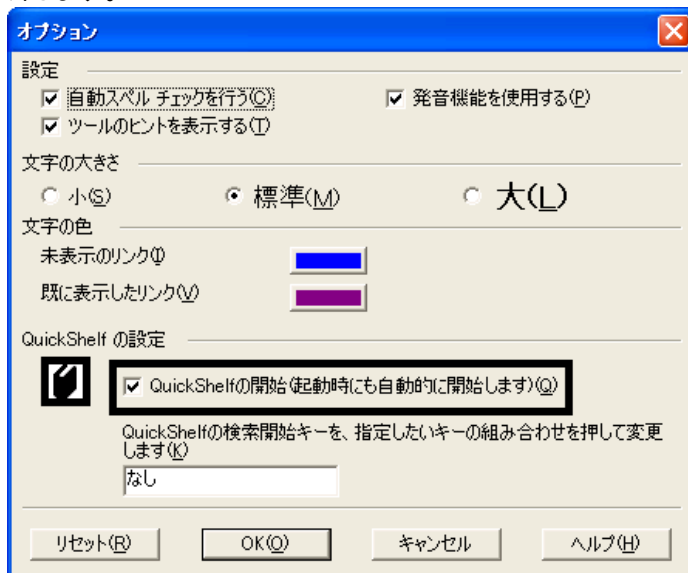 オプション
設定
自動スペル チェックを行う(C)
発音機能を使用する(P)
ツールのヒントを表示する(T)
文字の大きさ
小(S)
標準(M)
大(L)
文字の色
未表示のリンク(I)
既に表示したリンク(V)
QuickShelf の設定
QuickShelfの開始(起動時にも自動的に開始します)(Q)
QuickShelfの検索開始キーを、指定したいキーの組み合わせを押して変更
します(K)
なし
リセット(R)
OK(O)
キャンセル
ヘルプ(H)